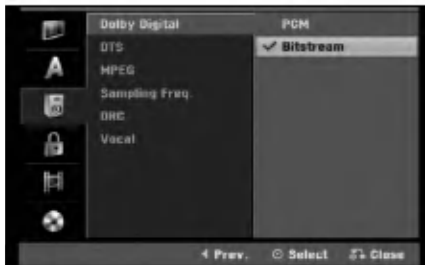 Dolby Digital
DTS
MPEG
Sampling Freq.
DRC
Vocal
PCM
✔ Bitstream
A
◀ Prev. ⊙ Select Close